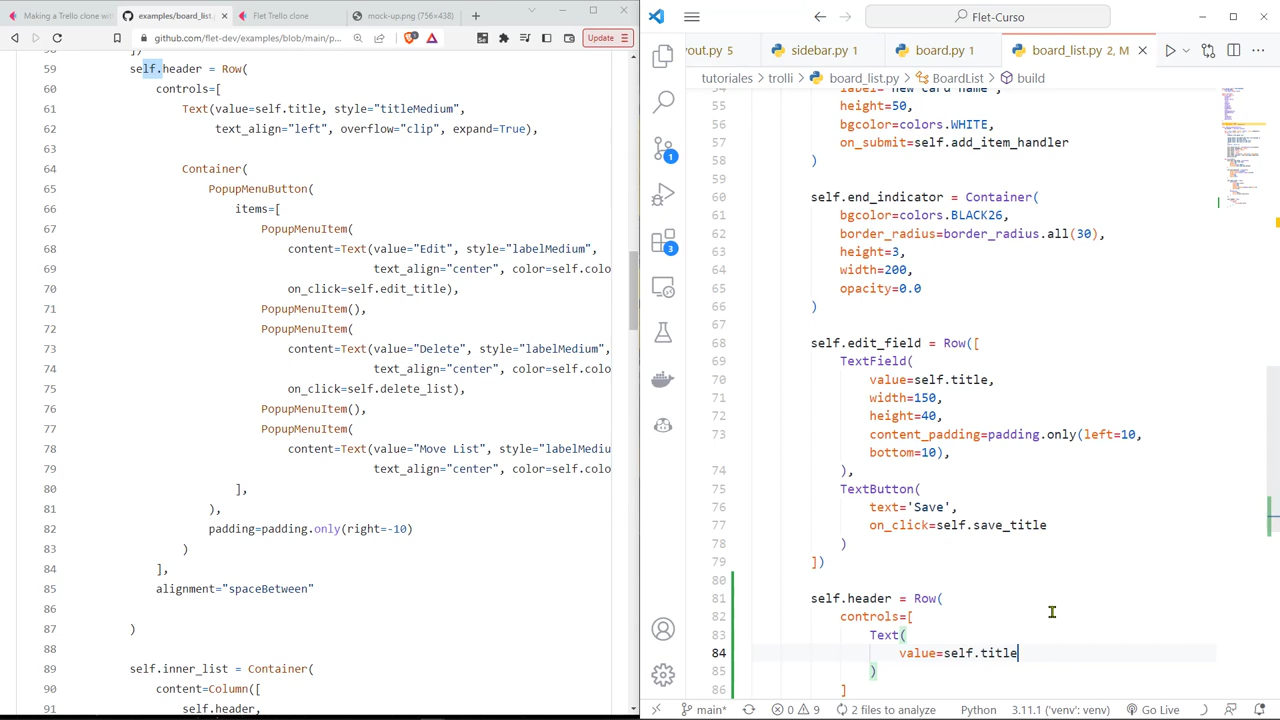 Making a Trello clone with
examples/board_list.
Flet Trello clone
mock-up.png (756×438)
github.com/flet-dev/examples/blob/main/p...
Update
59 self.header = Row(
60 controls=[
61 Text(value=self.title, style="titleMedium",
62 text_align="left", overflow="clip", expand=True),
63
64 Container(
65 PopupMenuButton(
66 items=[
67 PopupMenuItem(
68 content=Text(value="Edit", style="labelMedium",
69 text_align="center", color=self.colo
70 on_click=self.edit_title),
71 PopupMenuItem(),
72 PopupMenuItem(
73 content=Text(value="Delete", style="labelMedium",
74 text_align="center", color=self.colo
75 on_click=self.delete_list),
76 PopupMenuItem(),
77 PopupMenuItem(
78 content=Text(value="Move List", style="labelMediu
79 text_align="center", color=self.colo
80 ],
81 ),
82 padding=padding.only(right=-10)
83 )
84 ],
85 alignment="spaceBetween"
86
87 )
88
89 self.inner_list = Container(
90 content=Column([
91 self.header,
Flet-Curso
yout.py 5
sidebar.py 1
board.py 1
board_list.py 2, M
tutoriales > trolli > board_list.py > BoardList > build
54 label="new card name",
55 height=50,
56 bgcolor=colors.WHITE,
57 on_submit=self.add_item_handler
58 )
59
60 self.end_indicator = Container(
61 bgcolor=colors.BLACK26,
62 border_radius=border_radius.all(30),
63 height=3,
64 width=200,
65 opacity=0.0
66 )
67
68 self.edit_field = Row([
69 TextField(
70 value=self.title,
71 width=150,
72 height=40,
73 content_padding=padding.only(left=10,
bottom=10),
74 ),
75 TextButton(
76 text='Save',
77 on_click=self.save_title
78 )
79 ])
80
81 self.header = Row(
82 controls=[
83 Text(
84 value=self.title
85 )
86 ]
1
3
main*
0 9
2 files to analyze
Python
3.11.1 ('venv': venv)
Go Live